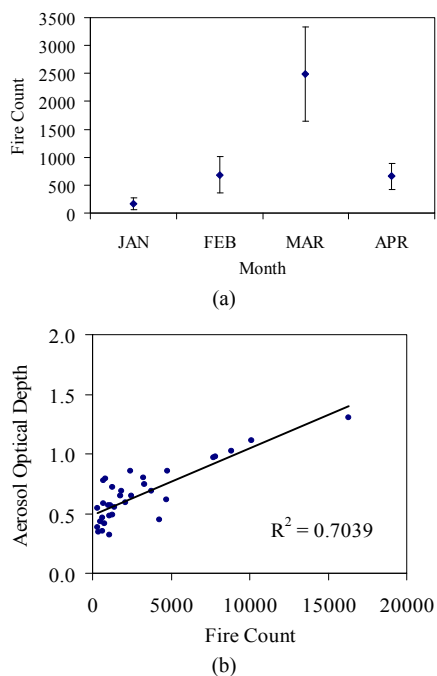 3500
3000
2500
2000
1500
1000
500
0
Fire Count
JAN FEB MAR APR
Month
(a)
2.0
1.5
1.0
0.5
0.0
Aerosol Optical Depth
R² = 0.7039
0 5000 10000 15000 20000
Fire Count
(b)